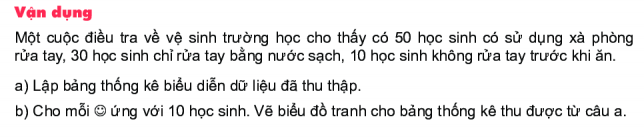 Vận dụng
Một cuộc điều tra về vệ sinh trường học cho thấy có 50 học sinh có sử dụng xà phòng
rửa tay, 30 học sinh chỉ rửa tay bằng nước sạch, 10 học sinh không rửa tay trước khi ăn.
a) Lập bảng thống kê biểu diễn dữ liệu đã thu thập.
b) Cho mỗi ☺ ứng với 10 học sinh. Vẽ biểu đồ tranh cho bảng thống kê thu được từ câu a.